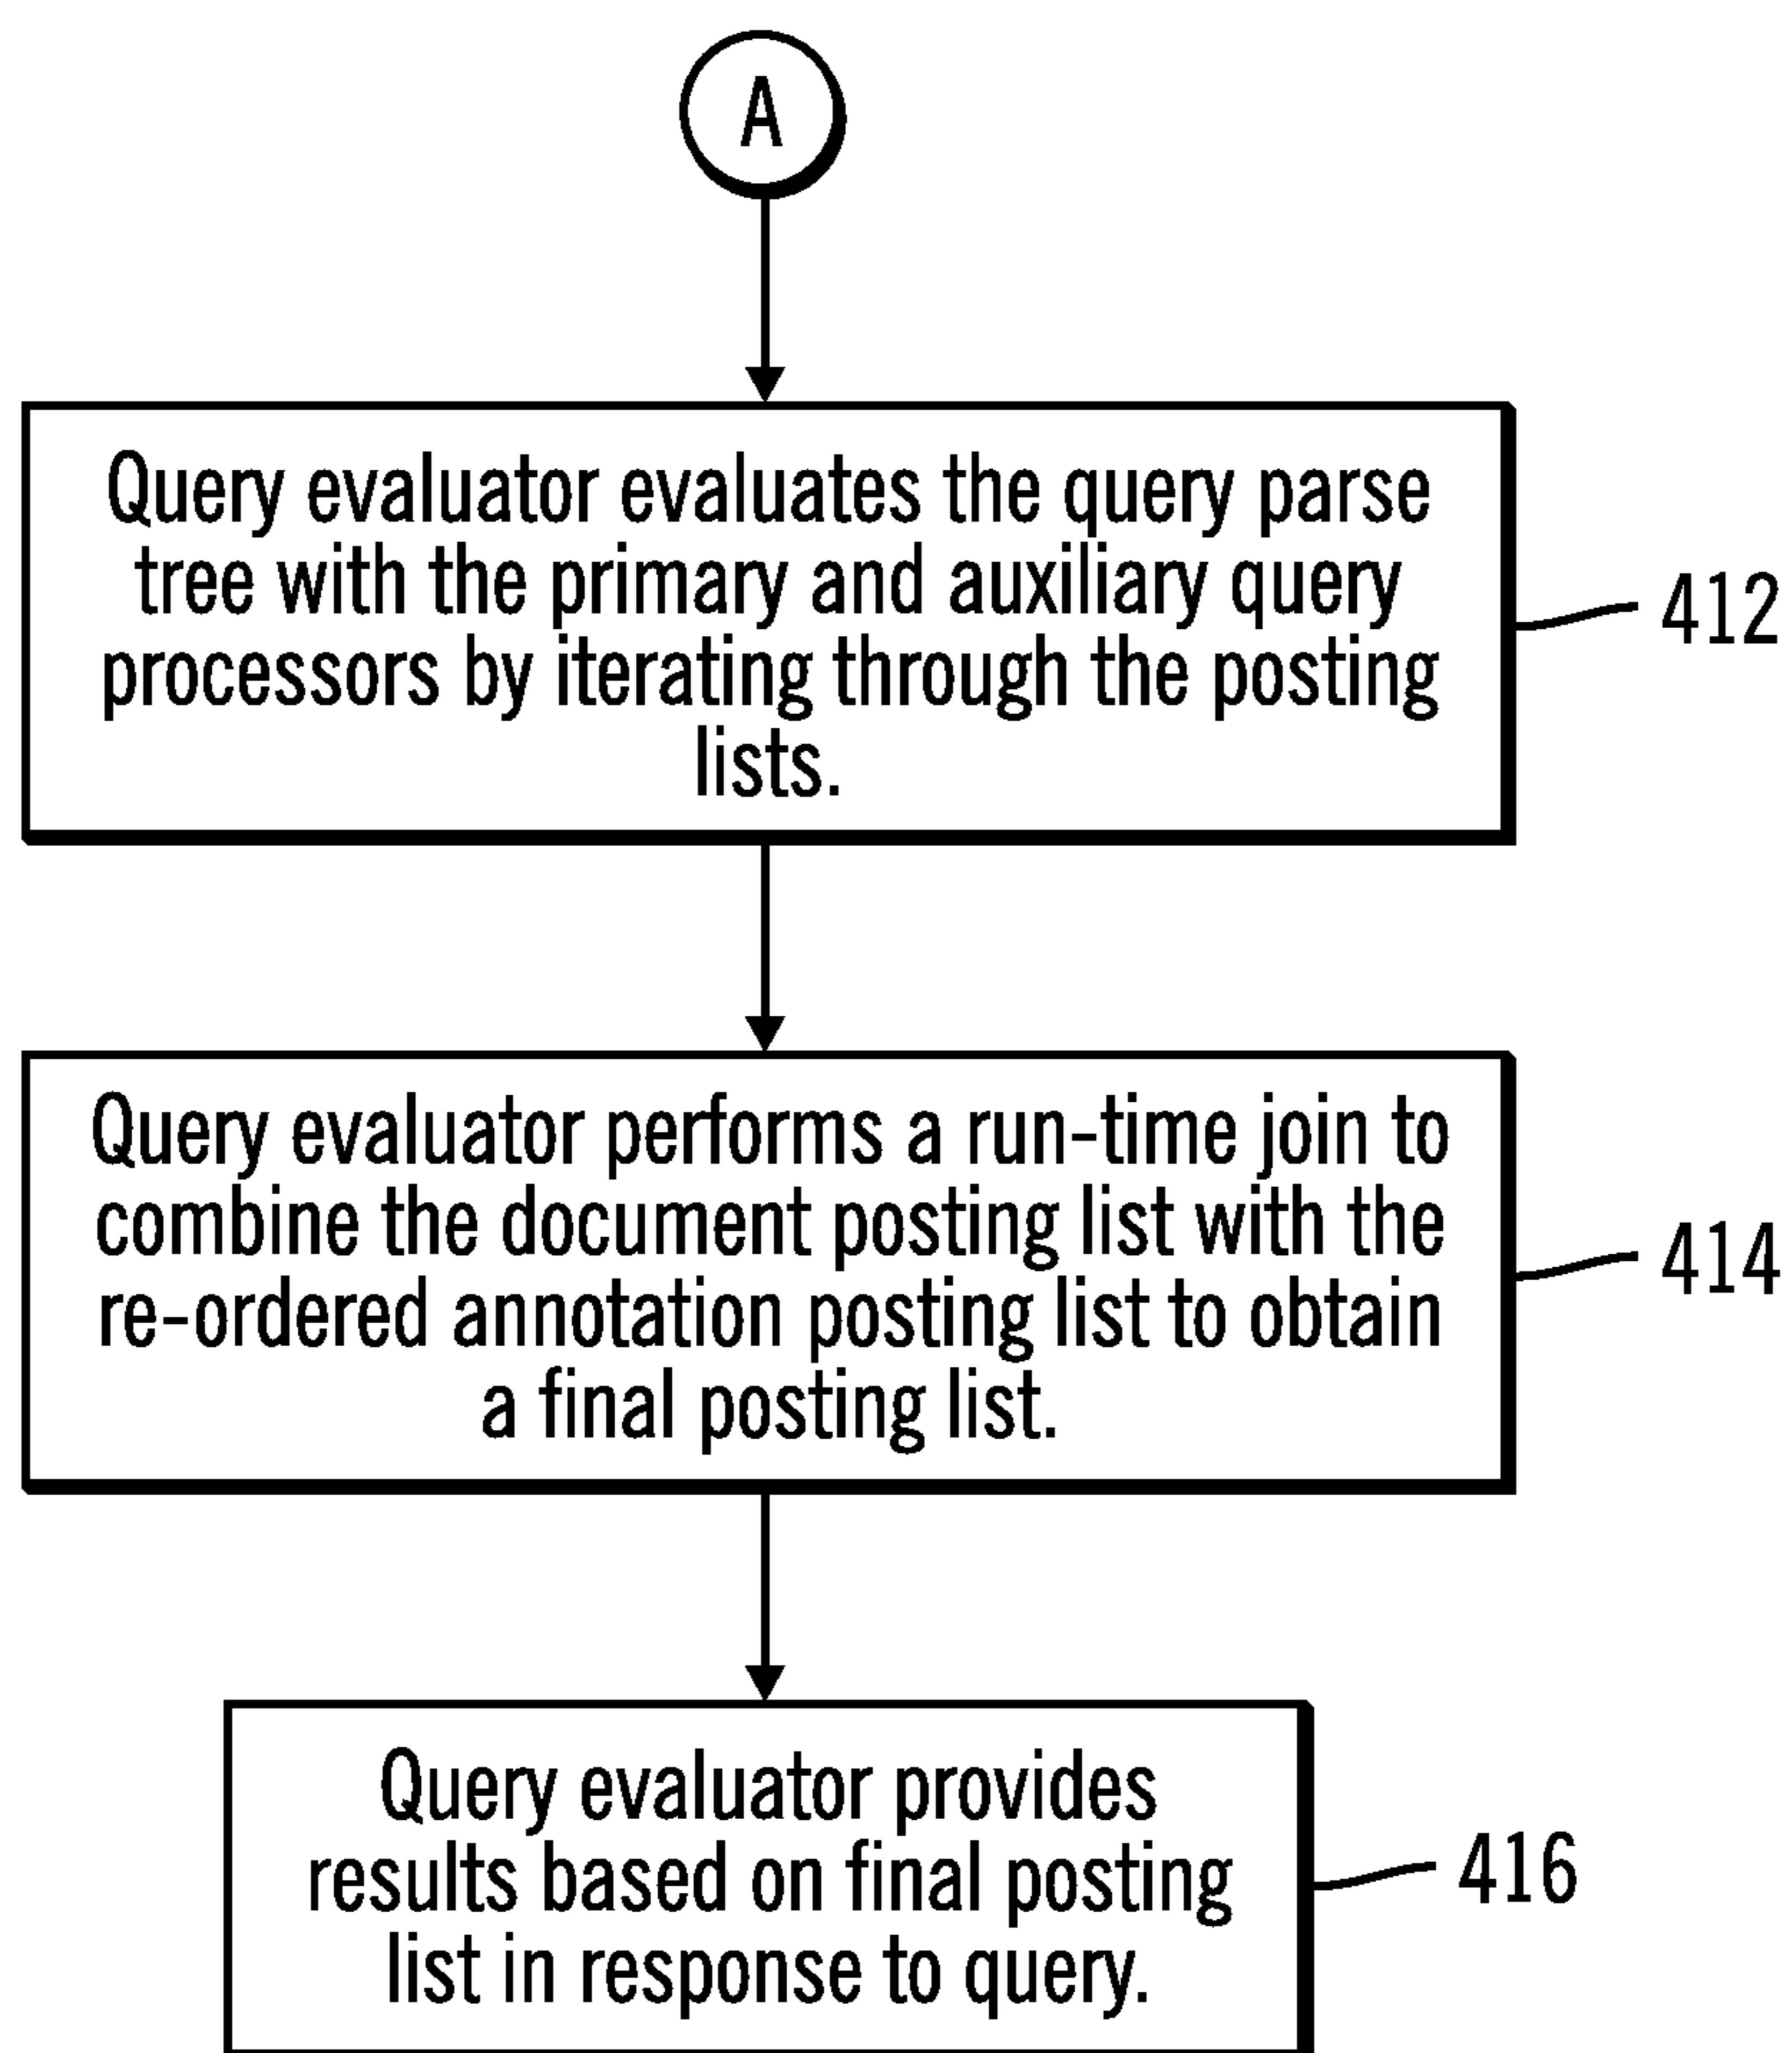 A
Query evaluator evaluates the query parse
tree with the primary and auxiliary query
processors by iterating through the posting
lists.
412
Query evaluator performs a run-time join to
combine the document posting list with the
re-ordered annotation posting list to obtain
a final posting list.
414
Query evaluator provides
results based on final posting
list in response to query.
416